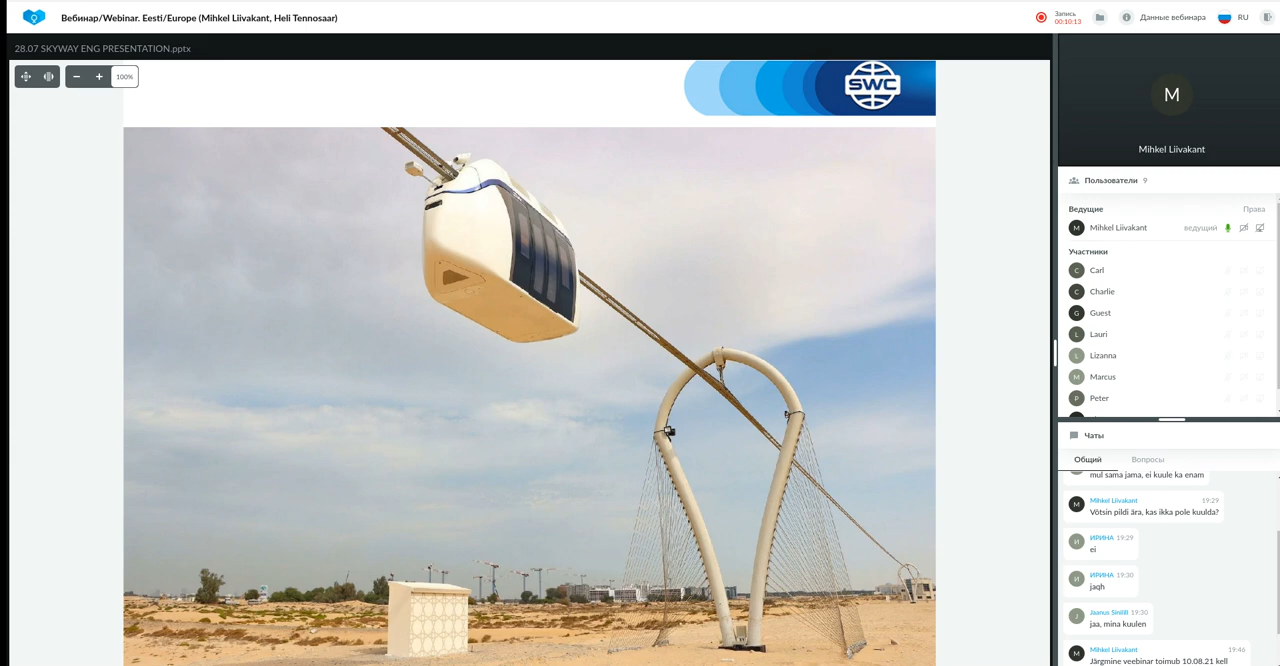 Вебинар/Webinar. Eesti/Europe (Mihkel Liivakant, Heli Tennosaar)
Запись
00:10:13
Данные вебинара
RU
28.07 SKYWAY ENG PRESENTATION.pptx
100%
SWC
M
Mihkel Liivakant
Пользователи 9
Ведущие Права
M Mihkel Liivakant ведущий
Участники
C Carl
C Charlie
G Guest
L Lauri
L Lizanna
M Marcus
P Peter
Чаты
Общий Вопросы
mul sama jama, ei kuule ka enam
M Mihkel Liivakant 19:29
Võtsin pildi ära, kas ikka pole kuulda?
И ИРИНА 19:29
ei
И ИРИНА 19:30
jaqh
J Jaanus Sinilill 19:30
jaa, mina kuulen
M Mihkel Liivakant 19:46
Järgmine veebinar toimub 10.08.21 kell